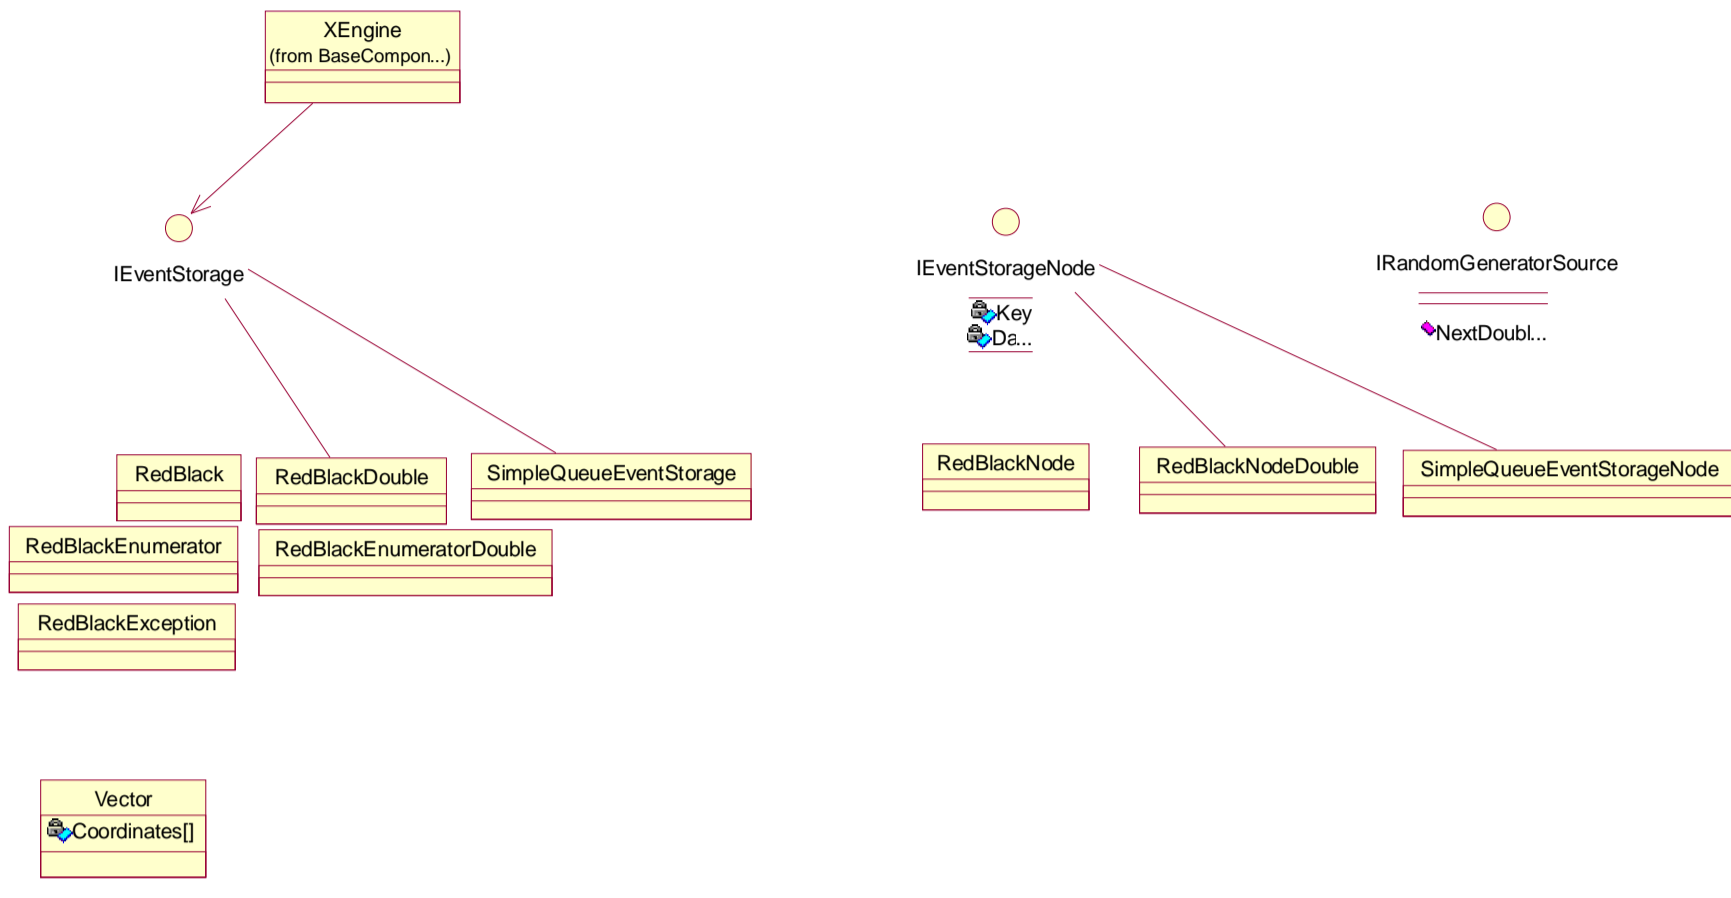 XEngine
(from BaseCompon...)
IEventStorage
IEventStorageNode
Key
Da...
IRandomGeneratorSource
NextDoubl...
RedBlack
RedBlackDouble
SimpleQueueEventStorage
RedBlackNode
RedBlackNodeDouble
SimpleQueueEventStorageNode
RedBlackEnumerator
RedBlackEnumeratorDouble
RedBlackException
Vector
Coordinates[]